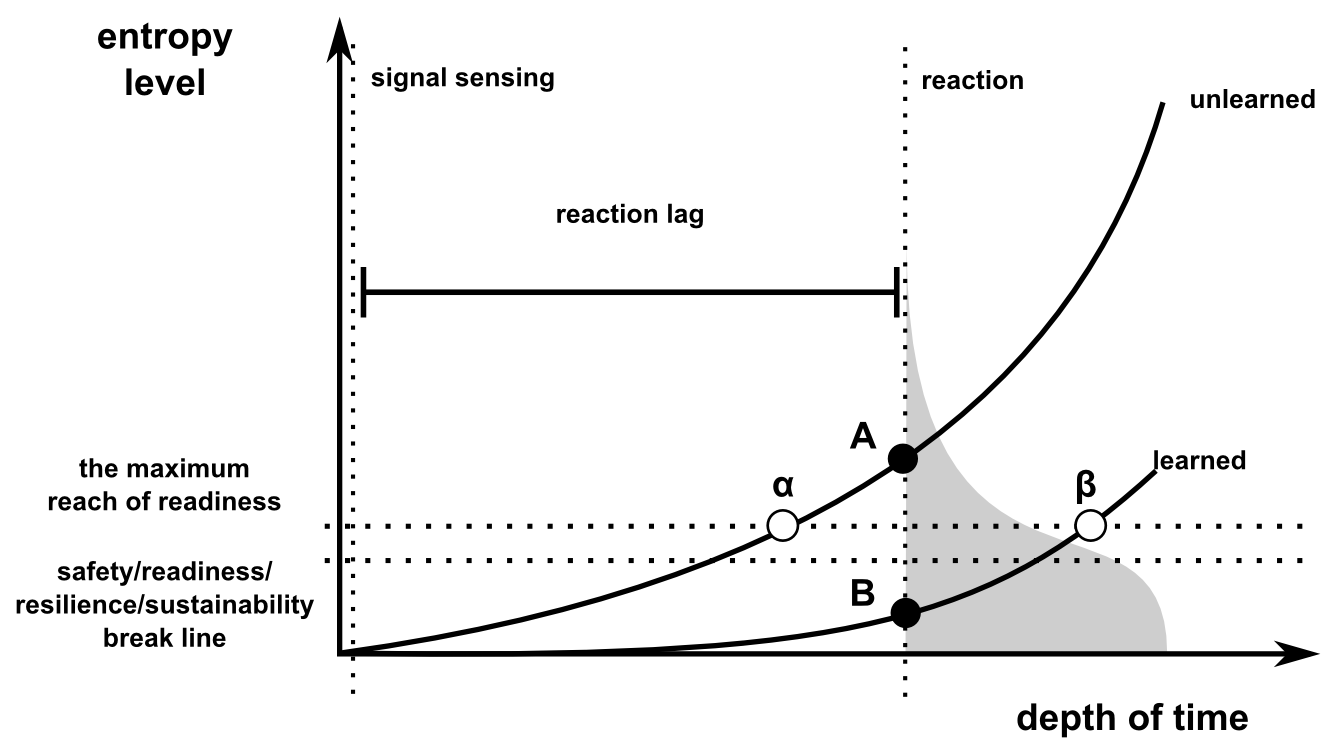 entropy
level
signal sensing
reaction
unlearned
reaction lag
A
α
the maximum
reach of readiness
learned
β
safety/readiness/
resilience/sustainability
break line
B
depth of time